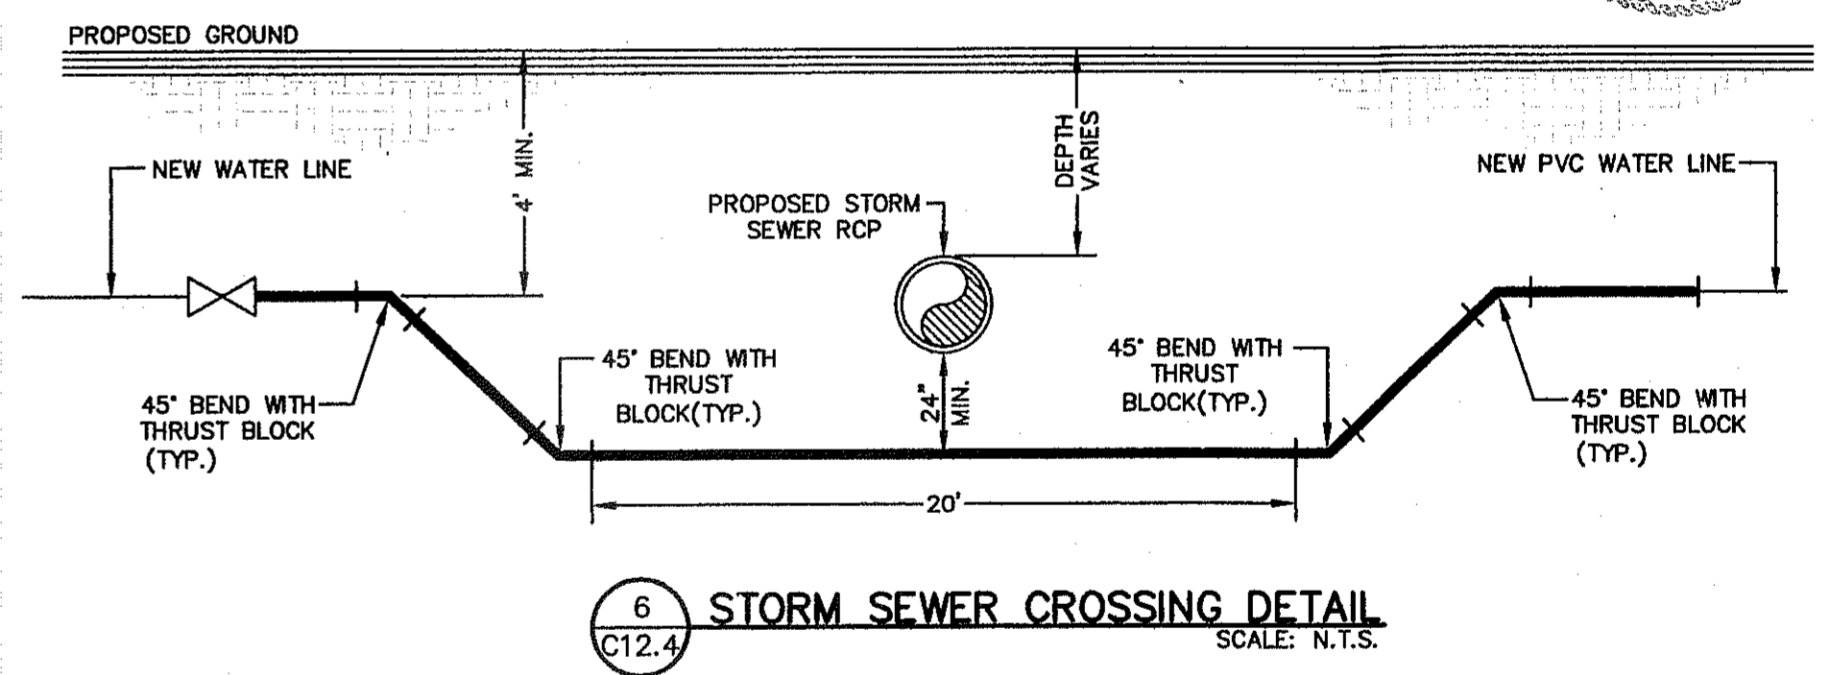 PROPOSED GROUND
4' MIN.
DEPTH
VARIES
NEW WATER LINE
NEW PVC WATER LINE
PROPOSED STORM
SEWER RCP
45° BEND WITH
THRUST BLOCK
(TYP.)
45° BEND WITH
THRUST
BLOCK(TYP.)
24"
MIN.
45° BEND WITH
THRUST
BLOCK(TYP.)
45° BEND WITH
THRUST BLOCK
(TYP.)
20'
6
C12.4
STORM SEWER CROSSING DETAIL
SCALE: N.T.S.